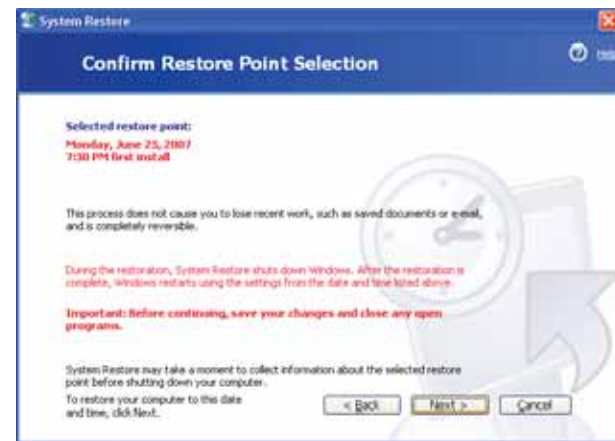 System Restore
Confirm Restore Point Selection
Selected restore point:
Monday, June 25, 2007
7:30 PM first install
This process does not cause you to lose recent work, such as saved documents or e-mail,
and is completely reversible.
During the restoration, System Restore shuts down Windows. After the restoration is
complete, Windows restarts using the settings from the date and time listed above.
Important: Before continuing, save your changes and close any open
programs.
System Restore may take a moment to collect information about the selected restore
point before shutting down your computer.
To restore your computer to this date
and time, click Next.
< Back
Next >
Cancel